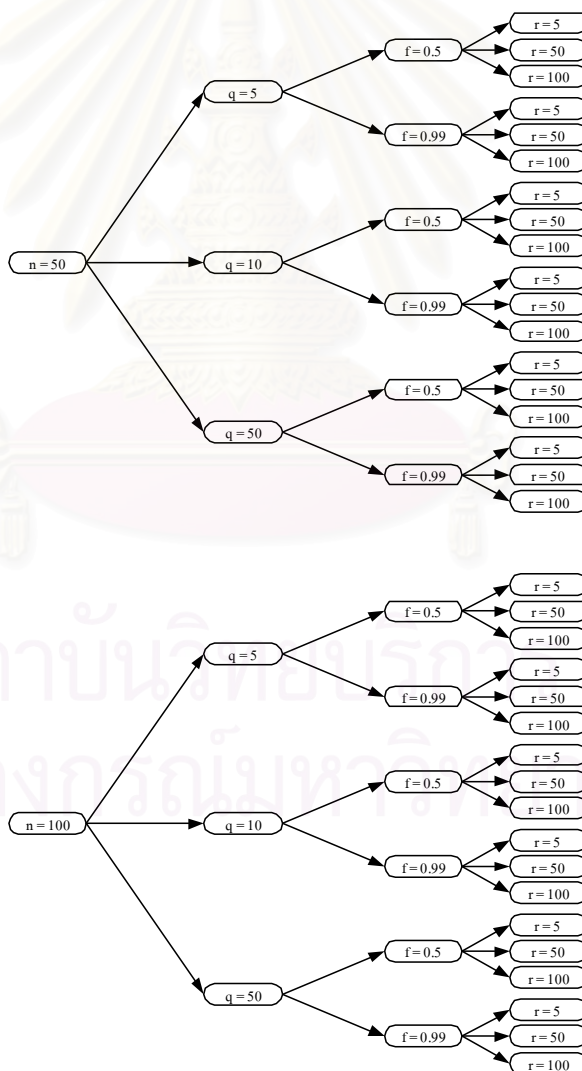 r = 5
f = 0.5
r = 50
r = 100
q = 5
r = 5
f = 0.99
r = 50
r = 100
r = 5
f = 0.5
r = 50
r = 100
n = 50
q = 10
r = 5
f = 0.99
r = 50
r = 100
r = 5
f = 0.5
r = 50
r = 100
q = 50
r = 5
f = 0.99
r = 50
r = 100
r = 5
f = 0.5
r = 50
r = 100
q = 5
r = 5
f = 0.99
r = 50
r = 100
r = 5
f = 0.5
r = 50
r = 100
n = 100
q = 10
r = 5
f = 0.99
r = 50
r = 100
r = 5
f = 0.5
r = 50
r = 100
q = 50
r = 5
f = 0.99
r = 50
r = 100